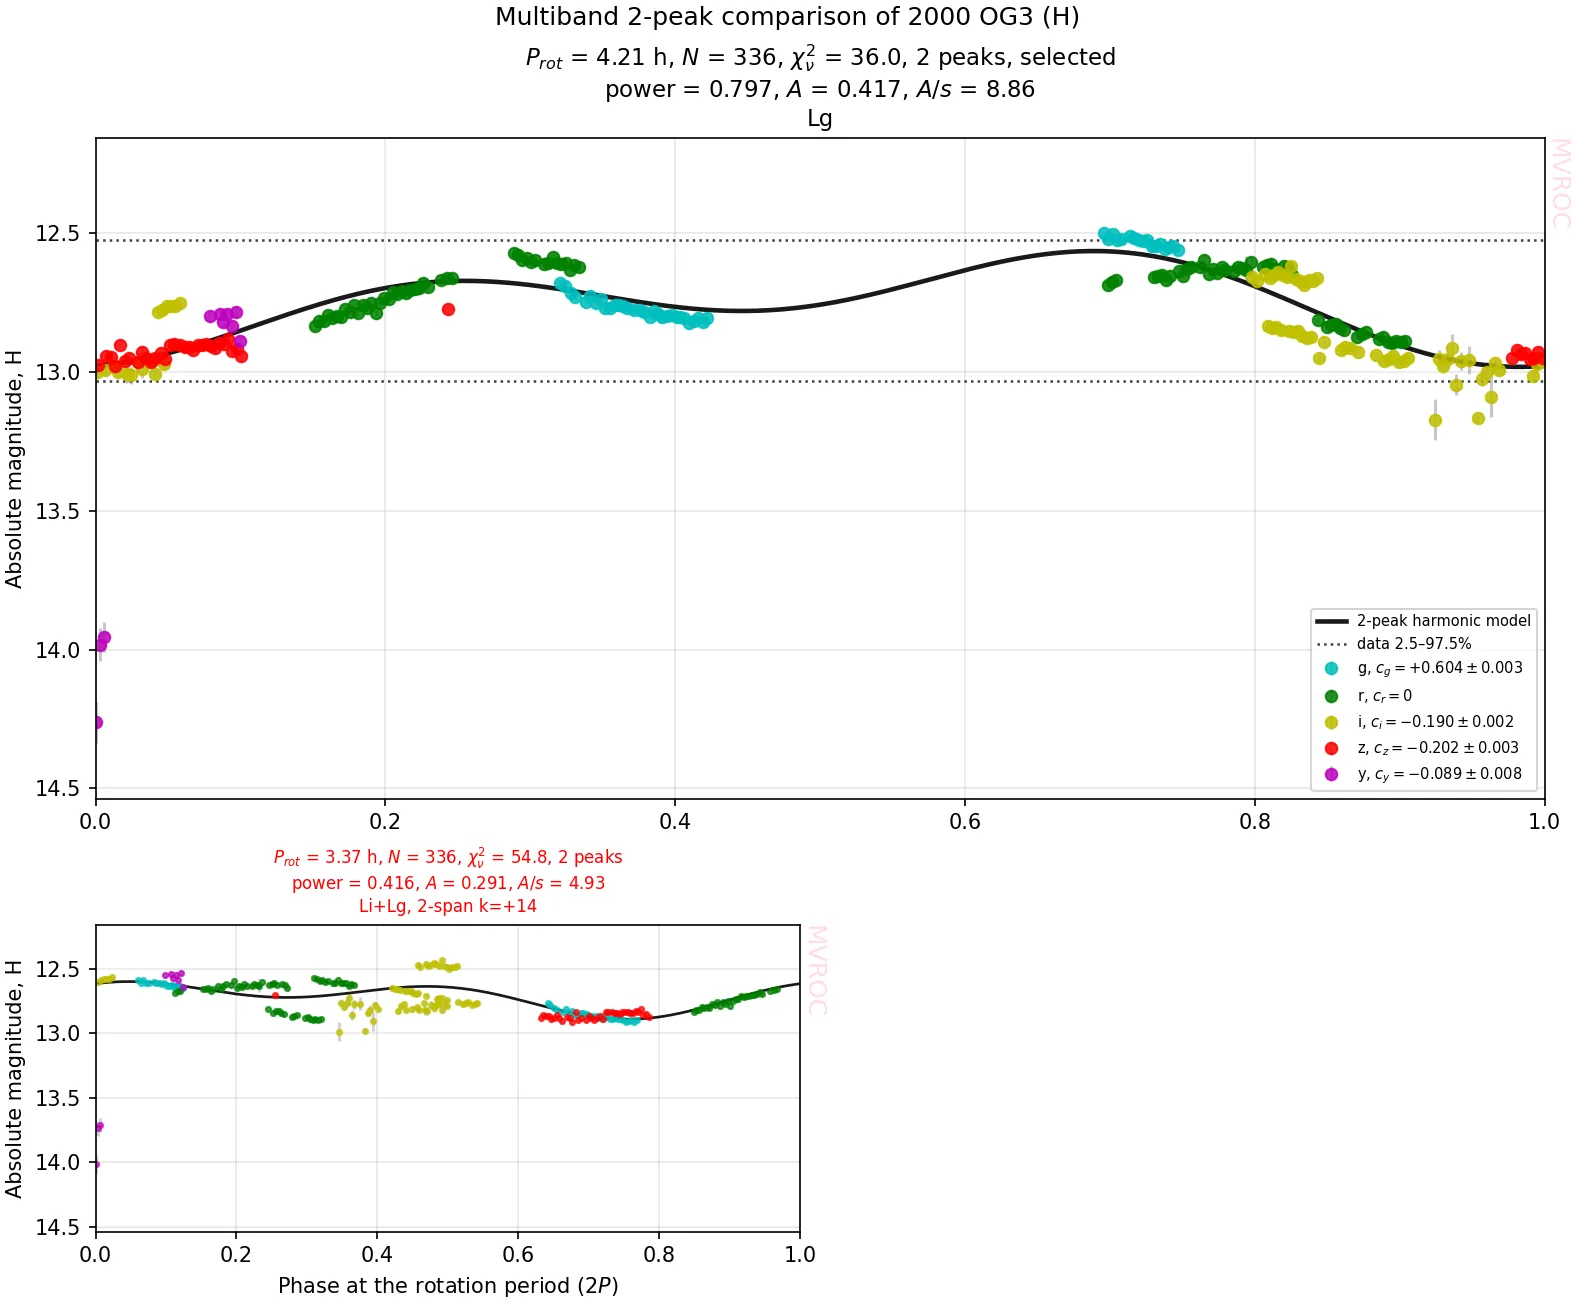 Multiband 2-peak comparison of 2000 OG3 (H)
P_rot = 4.21 h, N = 336, χ²_ν = 36.0, 2 peaks, selected
power = 0.797, A = 0.417, A/s = 8.86
Lg
MVROC
Absolute magnitude, H
12.5
13.0
13.5
14.0
14.5
2-peak harmonic model
data 2.5–97.5%
g, c_g = +0.604 ± 0.003
r, c_r = 0
i, c_i = −0.190 ± 0.002
z, c_z = −0.202 ± 0.003
y, c_y = −0.089 ± 0.008
0.0 0.2 0.4 0.6 0.8 1.0
P_rot = 3.37 h, N = 336, χ²_ν = 54.8, 2 peaks
power = 0.416, A = 0.291, A/s = 4.93
Li+Lg, 2-span k=+14
MVROC
Absolute magnitude, H
12.5
13.0
13.5
14.0
14.5
0.0 0.2 0.4 0.6 0.8 1.0
Phase at the rotation period (2P)